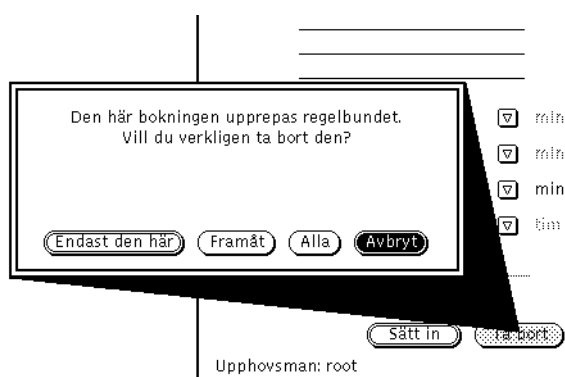 Den här bokningen upprepas regelbundet.
Vill du verkligen ta bort den?
min
min
min
tim
Endast den här
Framåt
Alla
Avbryt
Sätt in
Ta bort
Upphovsman: root